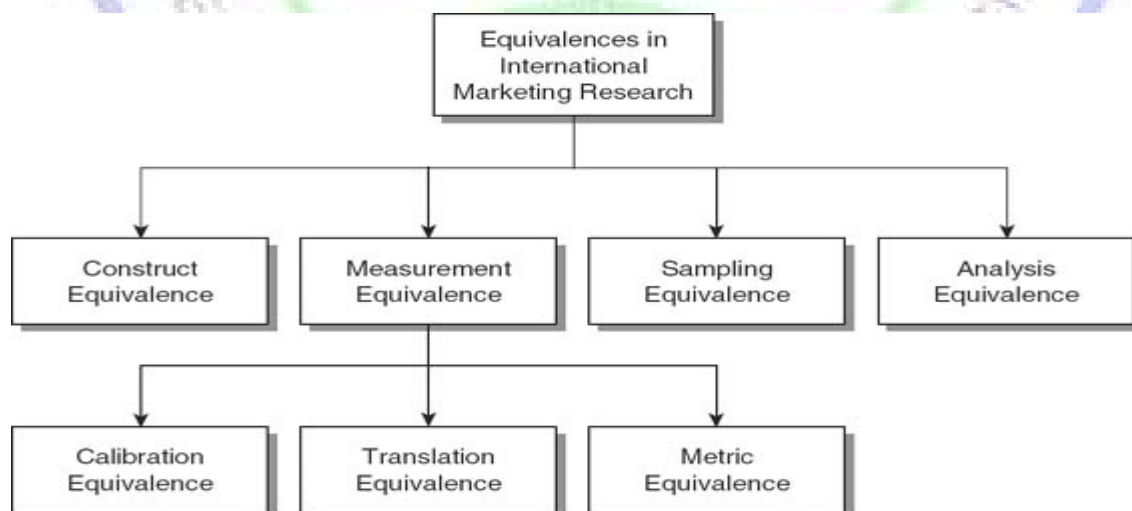 Equivalences in
International
Marketing Research
Construct
Equivalence
Measurement
Equivalence
Sampling
Equivalence
Analysis
Equivalence
Calibration
Equivalence
Translation
Equivalence
Metric
Equivalence